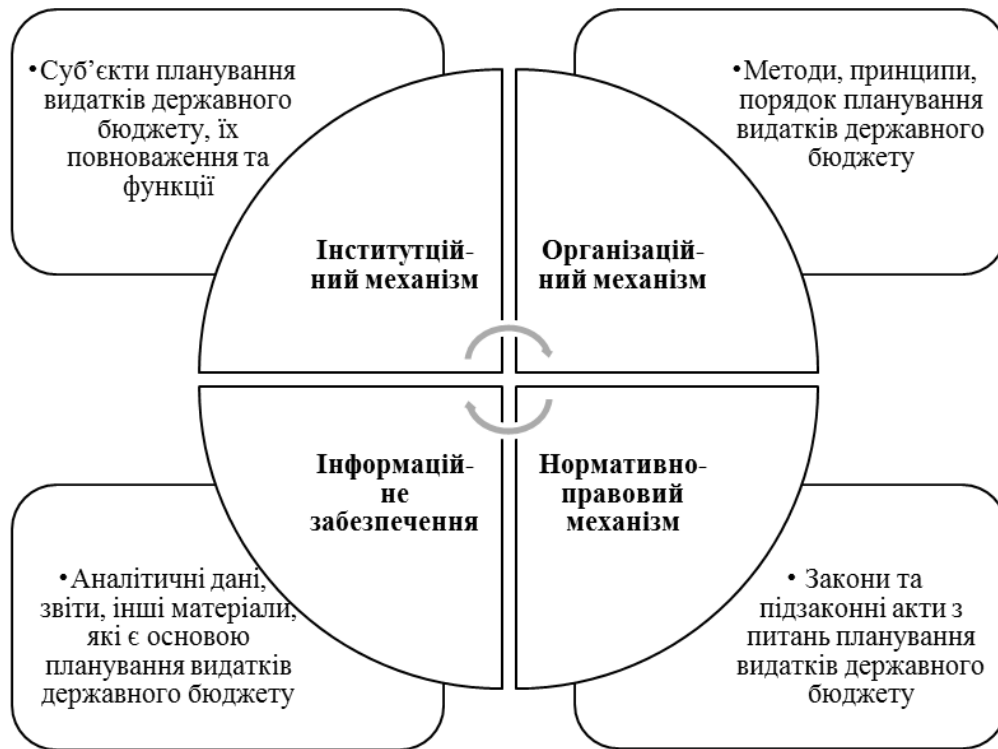 •Суб’єкти планування
видатків державного
бюджету, їх
повноваження та
функції
•Методи, принципи,
порядок планування
видатків державного
бюджету
Інститутцій-
ний механізм
Організацій-
ний механізм
Інформацій-
не
забезпечення
Нормативно-
правовий
механізм
•Аналітичні дані,
звіти, інші матеріали,
які є основою
планування видатків
державного бюджету
• Закони та
підзаконні акти з
питань планування
видатків державного
бюджету